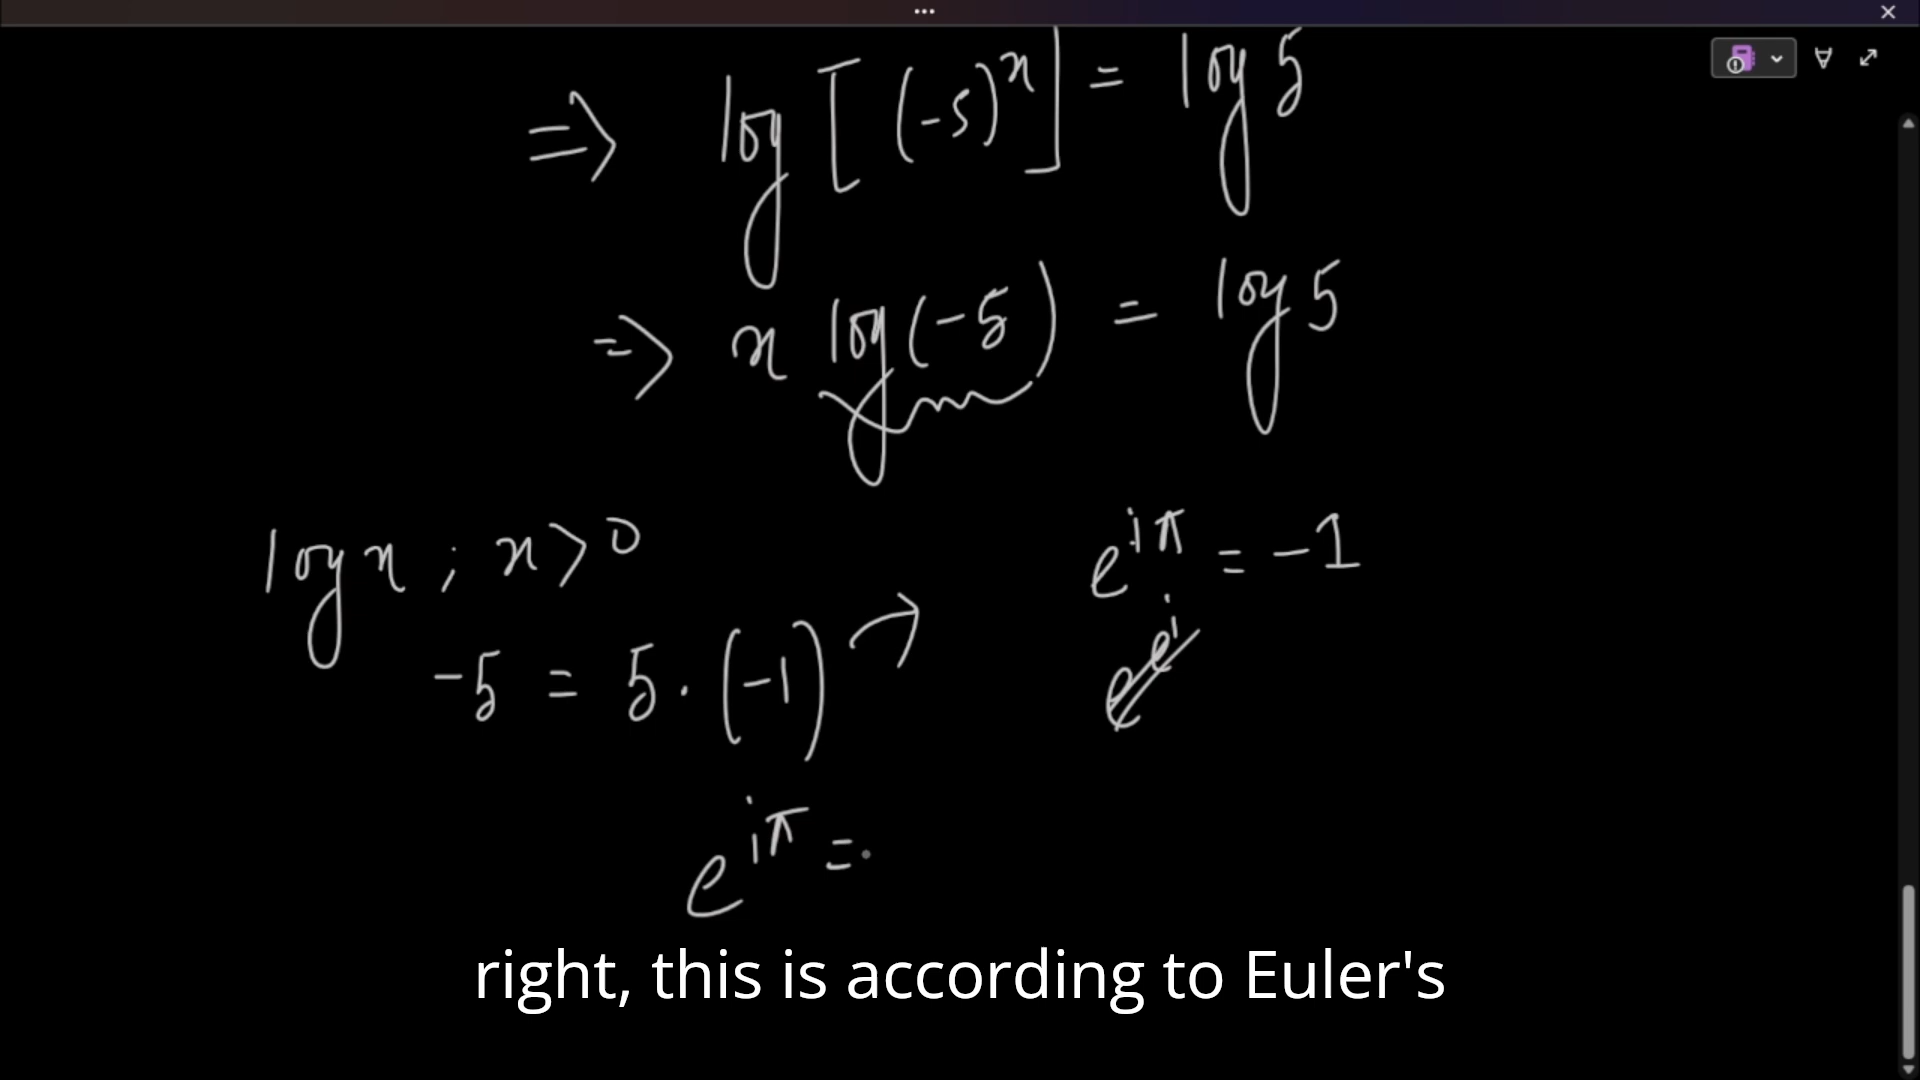 => log [(-5)^x] = log 5
=> x log(-5) = log 5
log x ; x > 0
e^{iπ} = -1
-5 = 5 · (-1) →
e^{iπ} =
right, this is according to Euler's